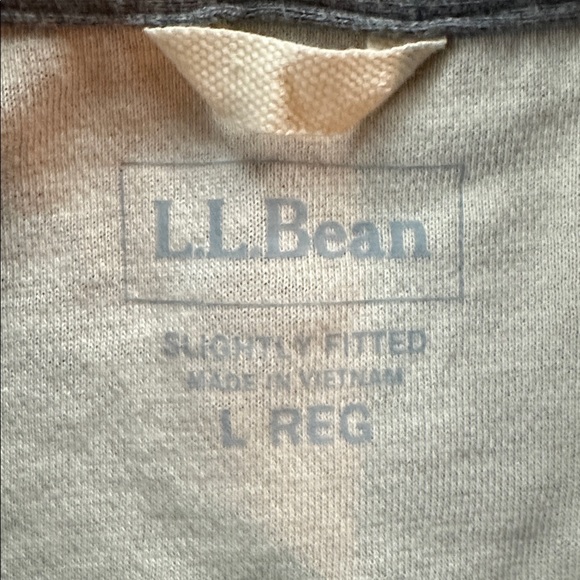 L.L.Bean
SLIGHTLY FITTED
MADE IN VIETNAM
L REG